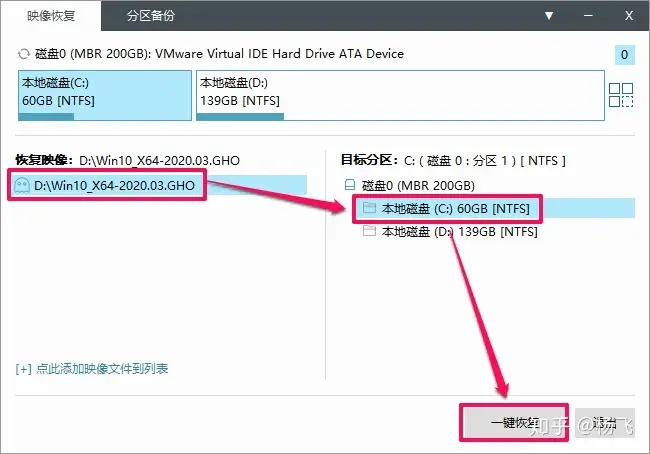 映像恢复 分区备份
磁盘0 (MBR 200GB): VMware Virtual IDE Hard Drive ATA Device 0
本地磁盘(C:) 本地磁盘(D:)
60GB [NTFS] 139GB [NTFS]
恢复映像: D:\Win10_X64-2020.03.GHO 目标分区: C: ( 磁盘 0 : 分区 1 ) [ NTFS ]
D:\Win10_X64-2020.03.GHO 磁盘0 (MBR 200GB)
本地磁盘 (C:) 60GB [NTFS]
本地磁盘 (D:) 139GB [NTFS]
[+] 点此添加映像文件到列表
一键恢复 退出
知乎 @杨飞